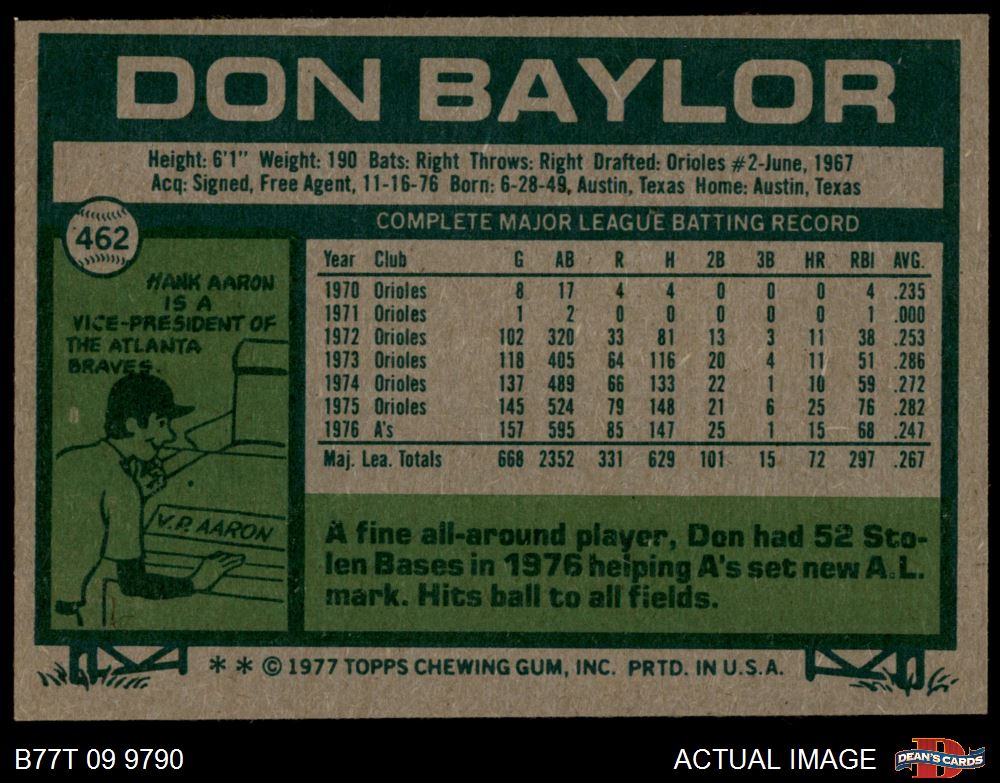 DON BAYLOR
Height: 6'1" Weight: 190 Bats: Right Throws: Right Drafted: Orioles #2-June, 1967
Acq: Signed, Free Agent, 11-16-76 Born: 6-28-49, Austin, Texas Home: Austin, Texas
462
COMPLETE MAJOR LEAGUE BATTING RECORD
HANK AARON
IS A
VICE-PRESIDENT OF
THE ATLANTA
BRAVES.
V.P. AARON
Year Club G AB R H 2B 3B HR RBI AVG.
1970 Orioles 8 17 4 4 0 0 0 4 .235
1971 Orioles 1 2 0 0 0 0 0 1 .000
1972 Orioles 102 320 33 81 13 3 11 38 .253
1973 Orioles 118 405 64 116 20 4 11 51 .286
1974 Orioles 137 489 66 133 22 1 10 59 .272
1975 Orioles 145 524 79 148 21 6 25 76 .282
1976 A's 157 595 85 147 25 1 15 68 .247
Maj. Lea. Totals 668 2352 331 629 101 15 72 297 .267
A fine all-around player, Don had 52 Sto-
len Bases in 1976 helping A's set new A.L.
mark. Hits ball to all fields.
* * © 1977 TOPPS CHEWING GUM, INC. PRTD. IN U.S.A.
B77T 09 9790
ACTUAL IMAGE
D
DEAN'S CARDS